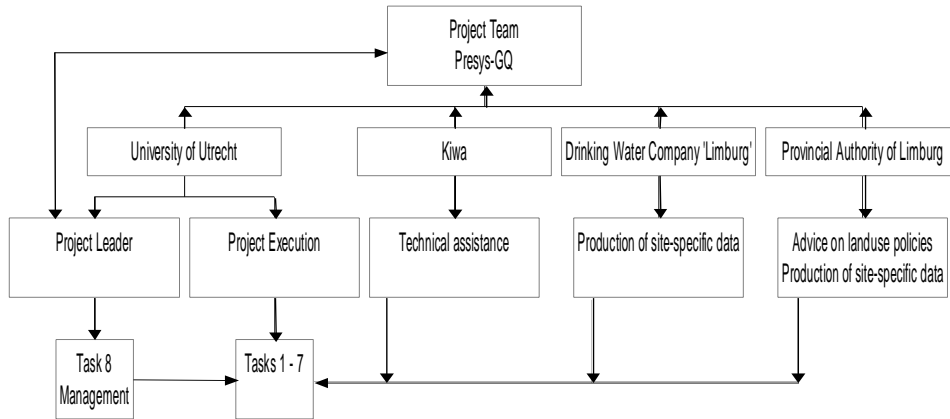 Project Team
Presys-GQ
University of Utrecht
Kiwa
Drinking Water Company 'Limburg'
Provincial Authority of Limburg
Project Leader
Project Execution
Technical assistance
Production of site-specific data
Advice on landuse policies
Production of site-specific data
Task 8
Management
Tasks 1 - 7